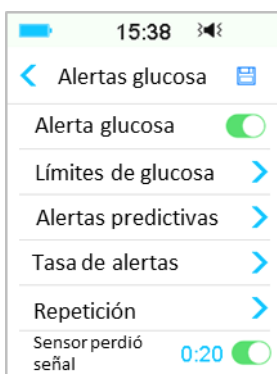 15:38
Alertas glucosa
Alerta glucosa
Límites de glucosa
Alertas predictivas
Tasa de alertas
Repetición
Sensor perdió
señal 0:20